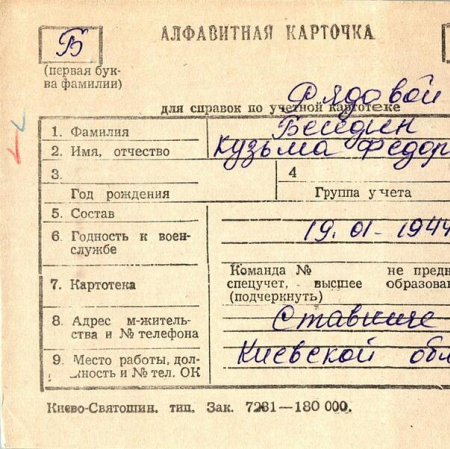 Б
АЛФАВИТНАЯ КАРТОЧКА
(первая бук-
ва фамилии)
Рядовой
для справок по учетной картотеке
1. Фамилия
2. Имя, отчество
Кузьма Федор
3.
4
Год рождения
Группа учета
5. Состав
6. Годность к воен-
службе
19.01-1944
7. Картотека
Команда № не предн
спецучет, высшее образова
(подчеркнуть)
8. Адрес м-житель-
ства и № телефона
Ставище
9. Место работы, дол-
жность и № тел. ОК
Киевской обл
Киево-Святошин. тип. Зак. 7261—180 000.